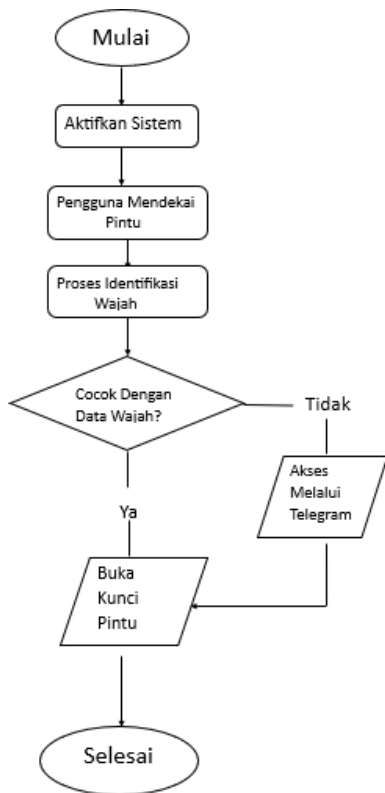 Mulai
Aktifkan Sistem
Pengguna Mendekai
Pintu
Proses Identifikasi
Wajah
Cocok Dengan
Data Wajah?
Tidak
Akses
Melalui
Telegram
Ya
Buka
Kunci
Pintu
Selesai